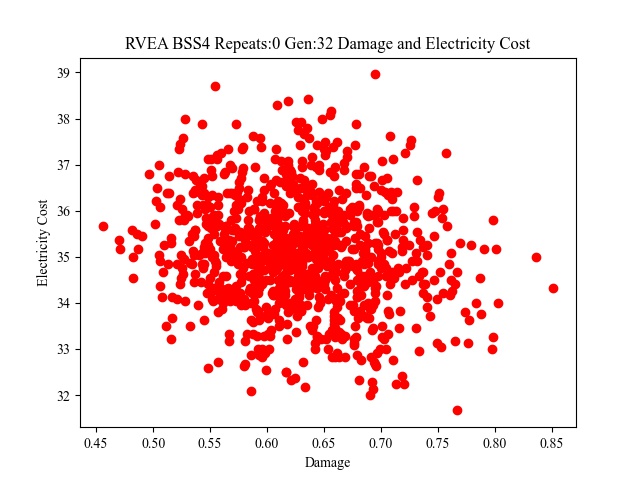 RVEA BSS4 Repeats:0 Gen:32 Damage and Electricity Cost
39
38
37
36
35
34
33
32
Electricity Cost
0.45 0.50 0.55 0.60 0.65 0.70 0.75 0.80 0.85
Damage